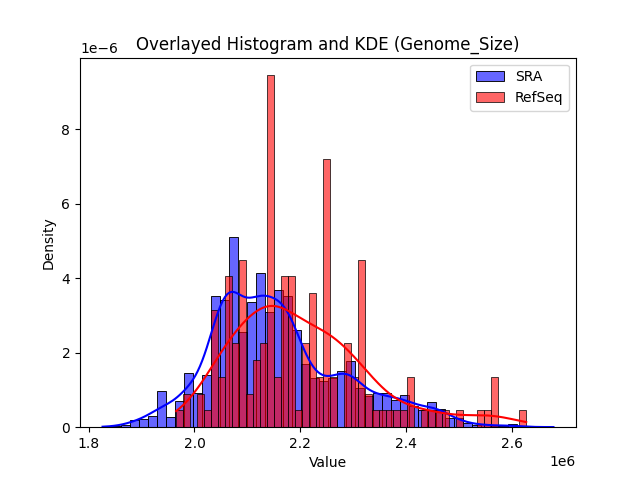 Overlayed Histogram and KDE (Genome_Size)
1e−6
SRA
RefSeq
8
6
4
2
0
Density
1.8 2.0 2.2 2.4 2.6
Value
1e6